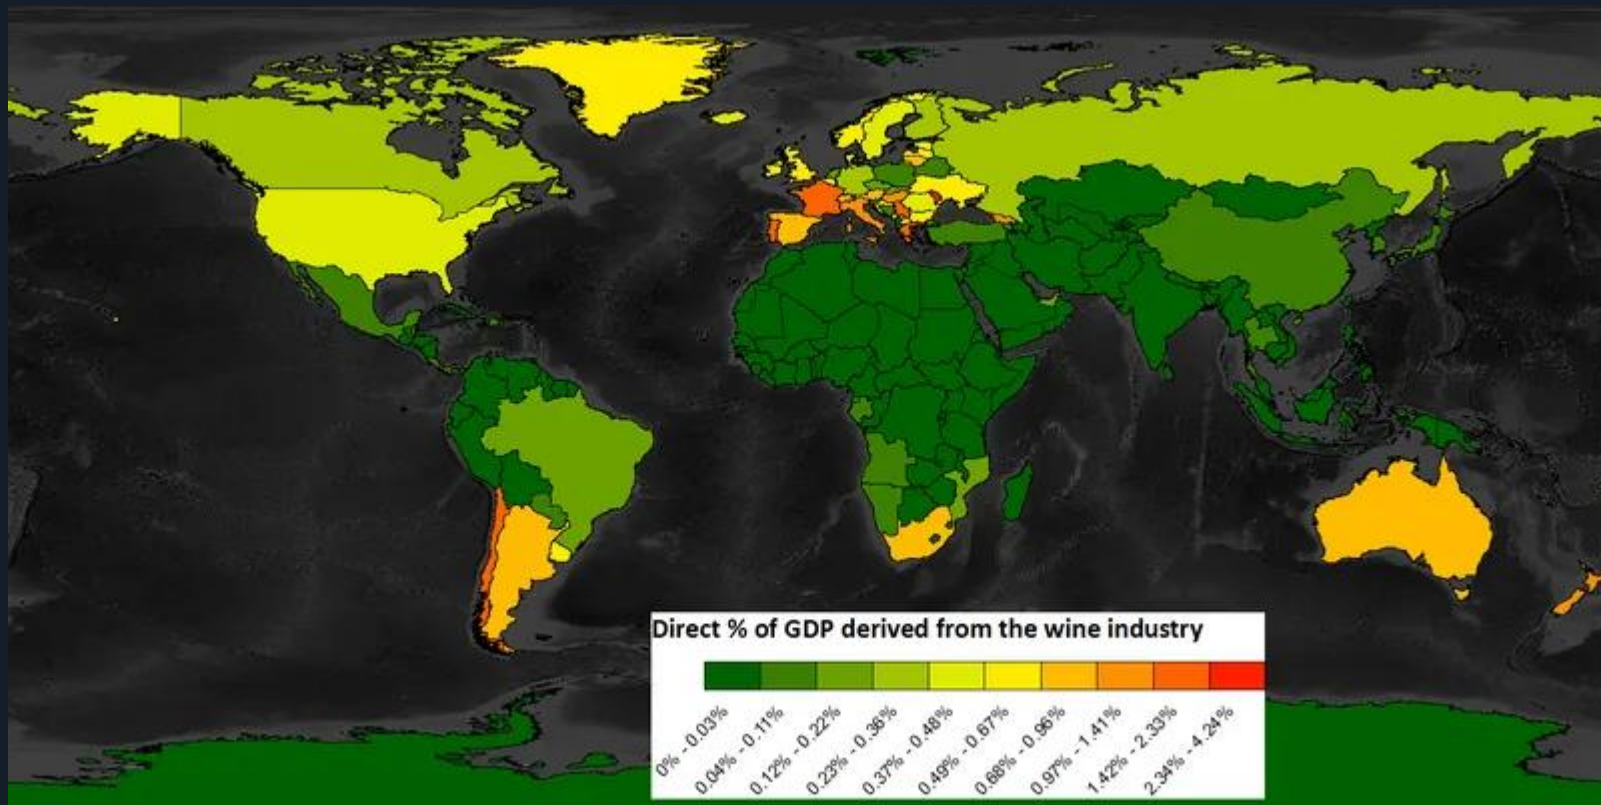 Direct % of GDP derived from the wine industry
0% - 0.03%
0.04% - 0.11%
0.12% - 0.22%
0.23% - 0.36%
0.37% - 0.48%
0.49% - 0.67%
0.68% - 0.96%
0.97% - 1.41%
1.42% - 2.33%
2.34% - 4.24%